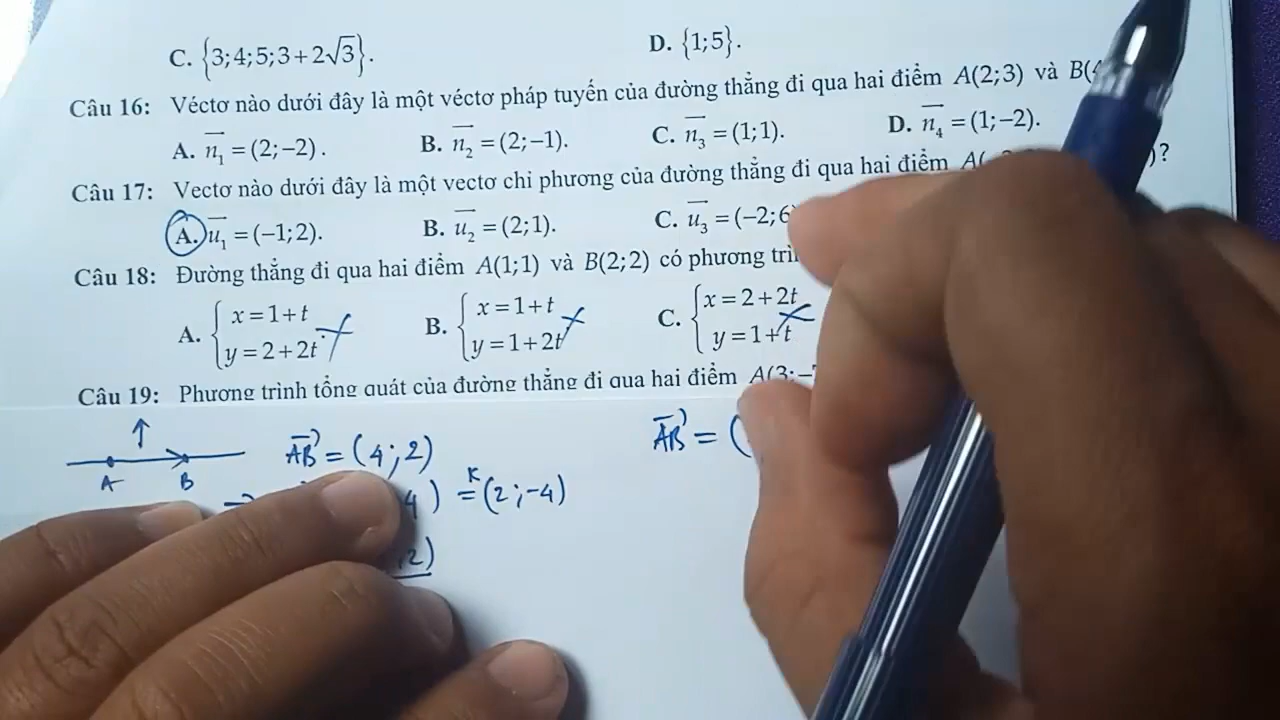 C. {3;4;5;3+2√3}.
D. {1;5}.
Câu 16: Véctơ nào dưới đây là một véctơ pháp tuyến của đường thẳng đi qua hai điểm A(2;3) và B(
A. n₁ = (2;−2).
B. n₂ = (2;−1).
C. n₃ = (1;1).
D. n₄ = (1;−2).
Câu 17: Vectơ nào dưới đây là một vectơ chỉ phương của đường thẳng đi qua hai điểm A( )?
A. u₁ = (−1;2).
B. u₂ = (2;1).
C. u₃ = (−2;6
Câu 18: Đường thẳng đi qua hai điểm A(1;1) và B(2;2) có phương
A. { x = 1 + t
y = 2 + 2t .
B. { x = 1 + t
y = 1 + 2t
C. { x = 2 + 2t
y = 1 + t
Câu 19: Phương trình tổng quát của đường thẳng đi qua hai điểm A(3;−
A B
AB = (4;2)
4) = (2;-4)
2)
AB = (